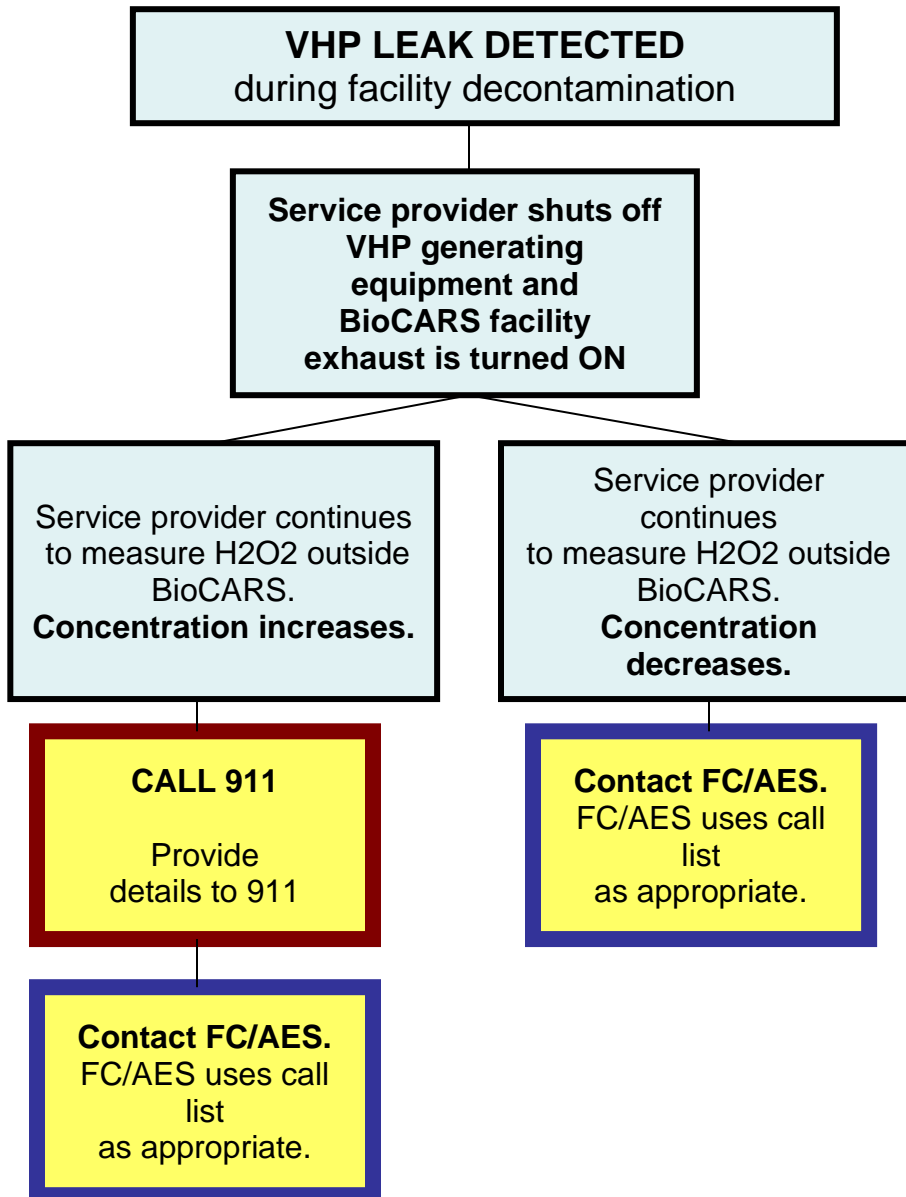 VHP LEAK DETECTED
during facility decontamination
Service provider shuts off
VHP generating
equipment and
BioCARS facility
exhaust is turned ON
Service provider continues
to measure H2O2 outside
BioCARS.
Concentration increases.
Service provider
continues
to measure H2O2 outside
BioCARS.
Concentration
decreases.
CALL 911
Provide
details to 911
Contact FC/AES.
FC/AES uses call
list
as appropriate.
Contact FC/AES.
FC/AES uses call
list
as appropriate.